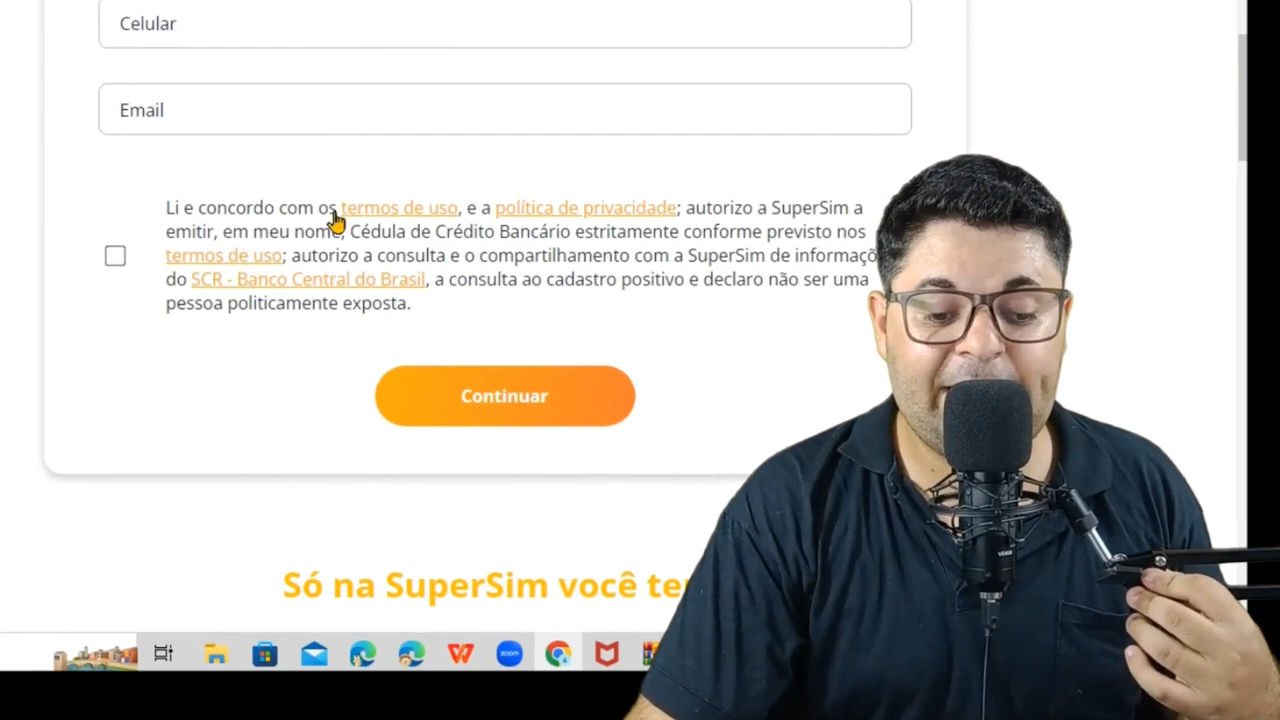 Celular
Email
Li e concordo com os termos de uso, e a política de privacidade; autorizo a SuperSim a
emitir, em meu nome, Cédula de Crédito Bancário estritamente conforme previsto nos
termos de uso; autorizo a consulta e o compartilhamento com a SuperSim de informaçõ
do SCR - Banco Central do Brasil, a consulta ao cadastro positivo e declaro não ser uma
pessoa politicamente exposta.
Continuar
Só na SuperSim você te
zoom